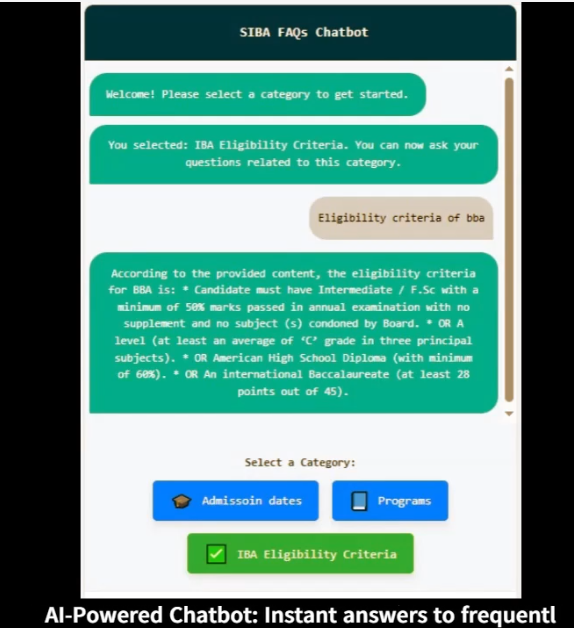 SIBA FAQs Chatbot
Welcome! Please select a category to get started.
You selected: IBA Eligibility Criteria. You can now ask your
questions related to this category.
Eligibility criteria of bba
According to the provided content, the eligibility criteria
for BBA is: * Candidate must have Intermediate / F.Sc with a
minimum of 50% marks passed in annual examination with no
supplement and no subject (s) condoned by Board. * OR A
level (at least an average of ‘C’ grade in three principal
subjects). * OR American High School Diploma (with minimum
of 60%). * OR An international Baccalaureate (at least 28
points out of 45).
Select a Category:
Admissoin dates
Programs
IBA Eligibility Criteria
AI-Powered Chatbot: Instant answers to frequentl